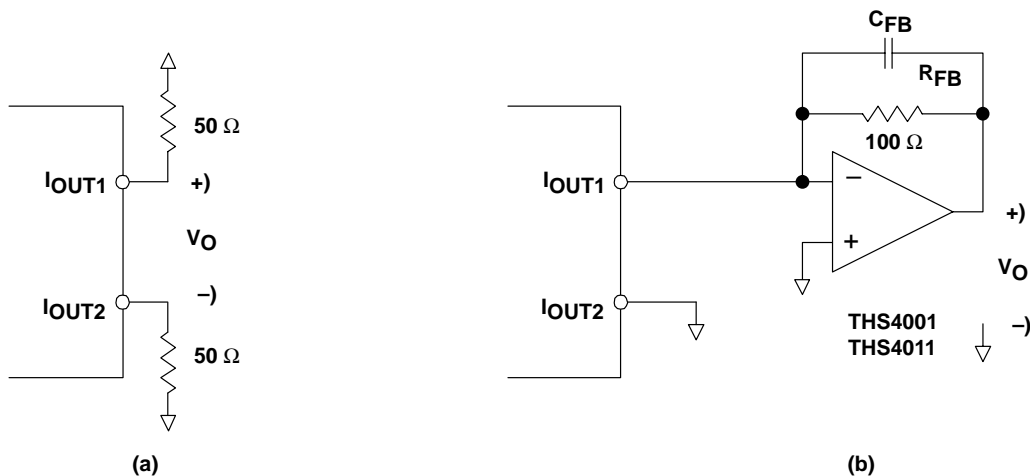 50 Ω
IOUT1
+)
VO
IOUT2
–)
50 Ω
(a)
CFB
RFB
100 Ω
IOUT1
–
+
IOUT2
+)
VO
–)
THS4001
THS4011
(b)